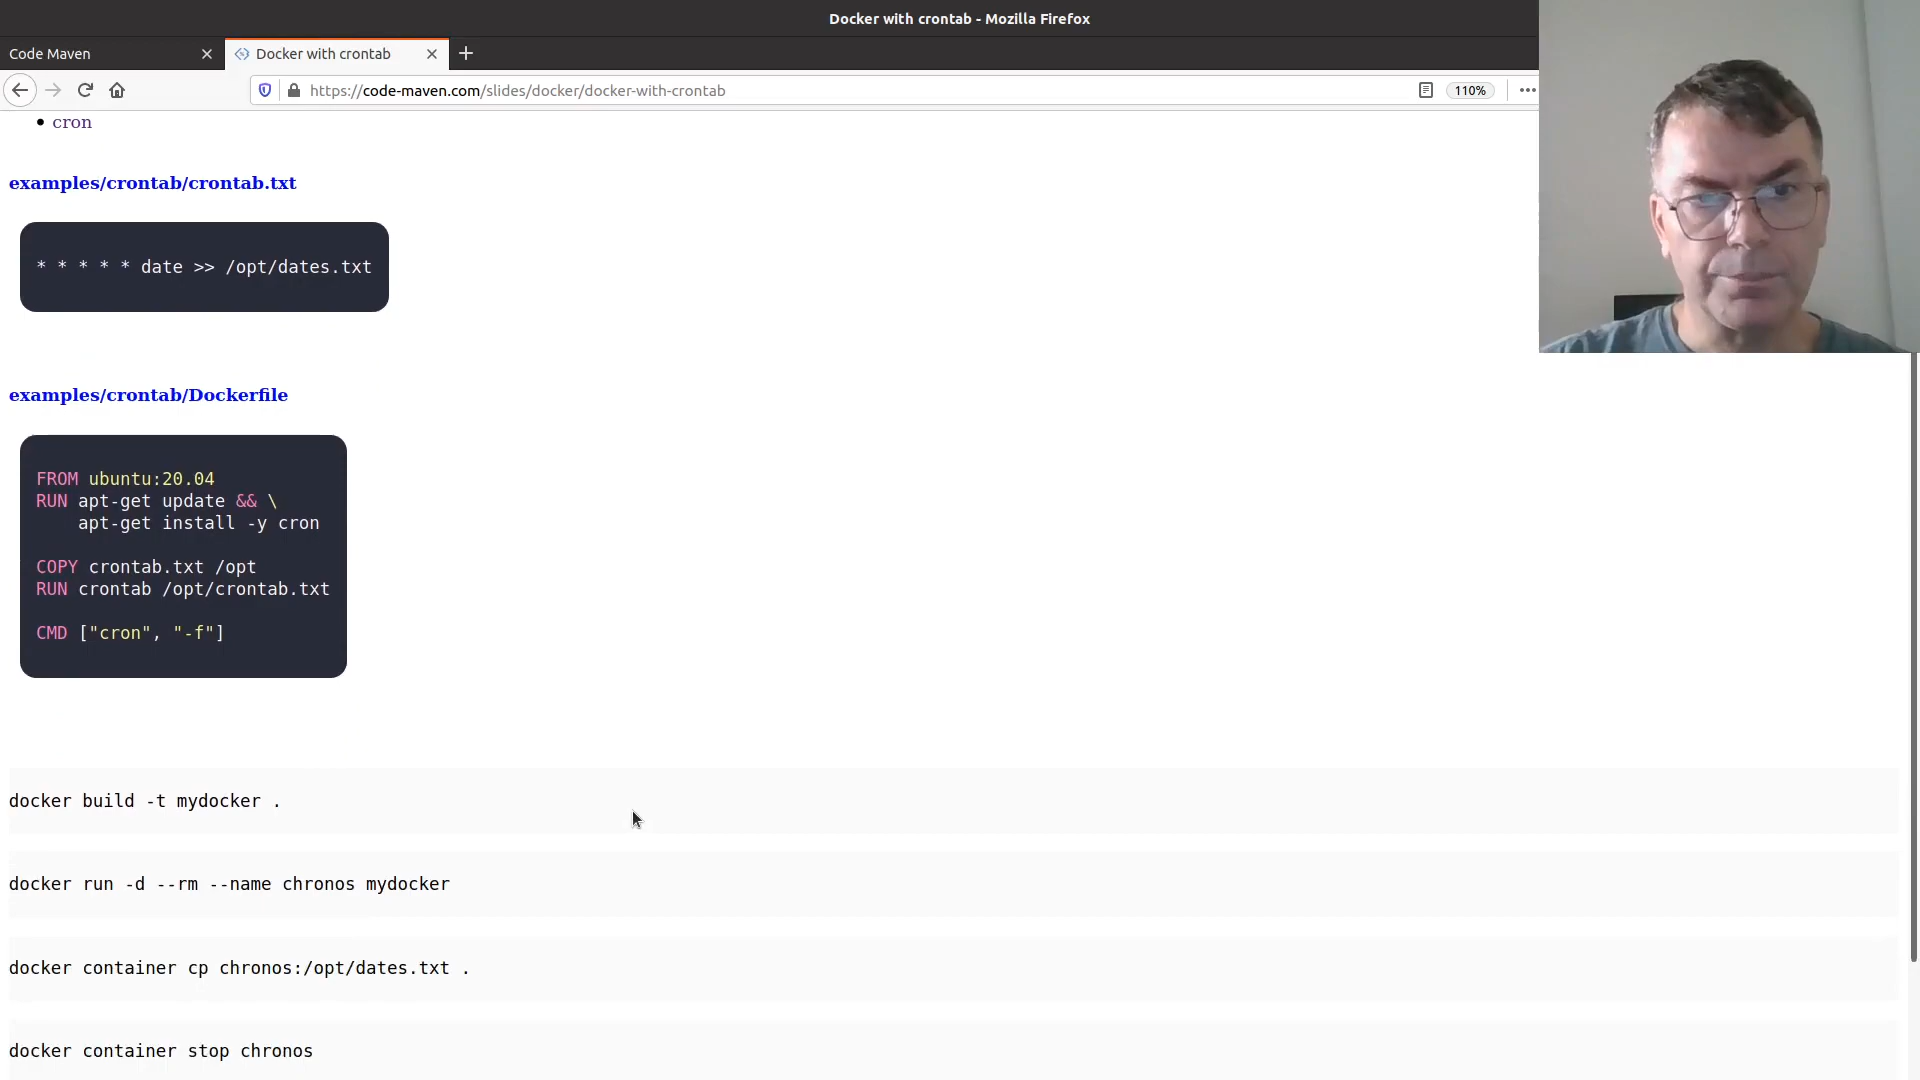 Docker with crontab - Mozilla Firefox
Code Maven
Docker with crontab
https://code-maven.com/slides/docker/docker-with-crontab
110%
cron
examples/crontab/crontab.txt
* * * * * date >> /opt/dates.txt
examples/crontab/Dockerfile
FROM ubuntu:20.04
RUN apt-get update && \
apt-get install -y cron
COPY crontab.txt /opt
RUN crontab /opt/crontab.txt
CMD ["cron", "-f"]
docker build -t mydocker .
docker run -d --rm --name chronos mydocker
docker container cp chronos:/opt/dates.txt .
docker container stop chronos